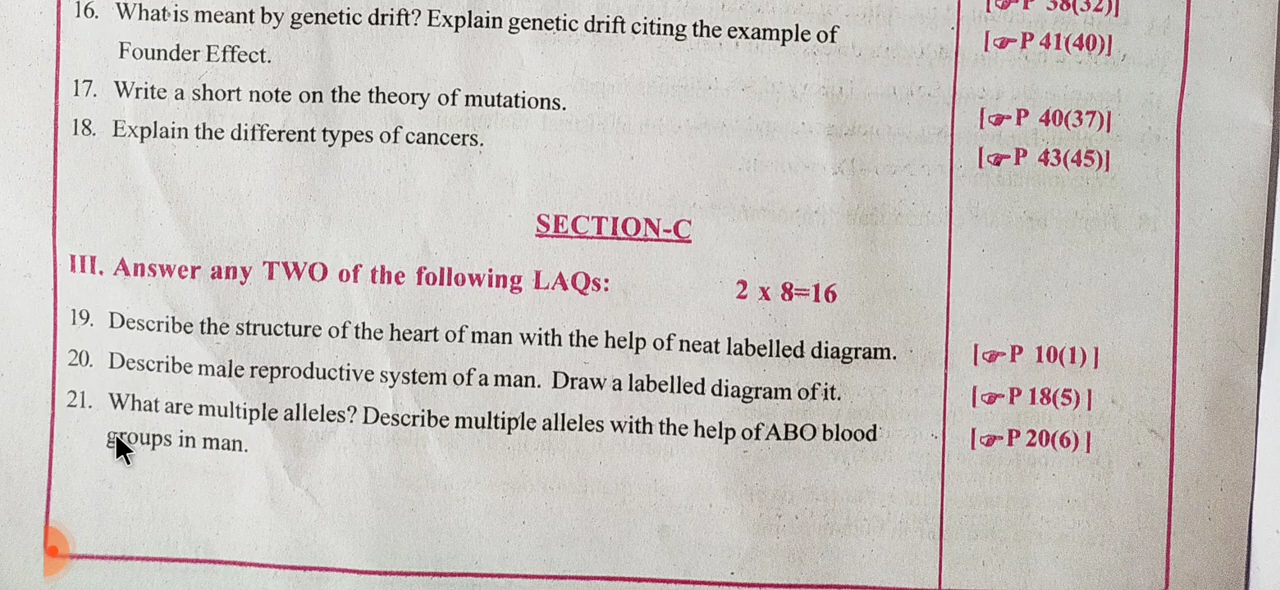 [☞P 38(32)]
16. What is meant by genetic drift? Explain genetic drift citing the example of [☞P 41(40)]
Founder Effect.
17. Write a short note on the theory of mutations. [☞P 40(37)]
18. Explain the different types of cancers. [☞P 43(45)]
SECTION-C
III. Answer any TWO of the following LAQs: 2 x 8=16
19. Describe the structure of the heart of man with the help of neat labelled diagram. [☞P 10(1)]
20. Describe male reproductive system of a man. Draw a labelled diagram of it. [☞P 18(5)]
21. What are multiple alleles? Describe multiple alleles with the help of ABO blood [☞P 20(6)]
groups in man.